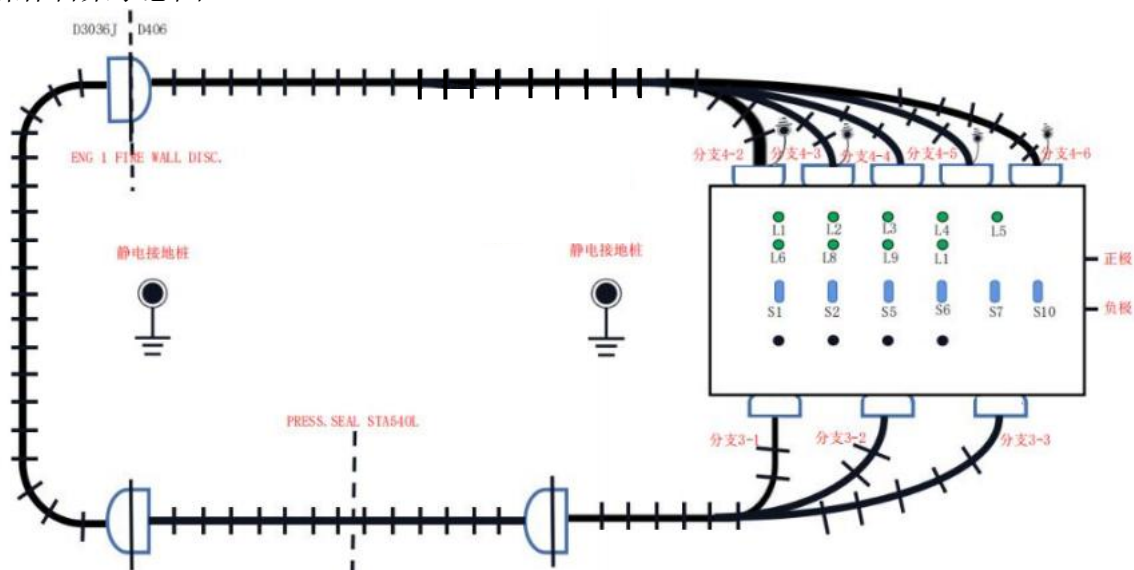 D3036J D406
ENG 1 FIRE WALL DISC.
分支4-2 分支4-3 分支4-4 分支4-5 分支4-6
L1 L2 L3 L4 L5
静电接地桩 静电接地桩
L6 L8 L9 L1
正极
S1 S2 S5 S6 S7 S10
负极
PRESS.SEAL STA540L
分支3-1 分支3-2 分支3-3